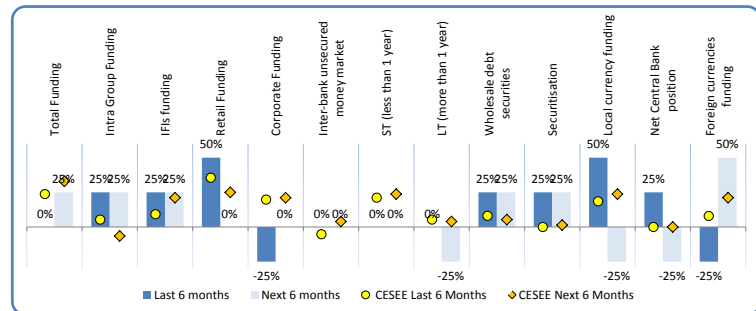 Total Funding
Intra Group Funding
IFIs funding
Retail Funding
Corporate Funding
Inter-bank unsecured
money market
ST (less than 1 year)
LT (more than 1 year)
Wholesale debt
securities
Securitisation
Local currency funding
Net Central Bank
position
Foreign currencies
funding
0%
25%
25%
25%
25%
25%
50%
0%
-25%
0%
0%
0%
0%
0%
0%
-25%
25%
25%
25%
25%
50%
-25%
25%
-25%
-25%
50%
Last 6 months
Next 6 months
CESEE Last 6 Months
CESEE Next 6 Months